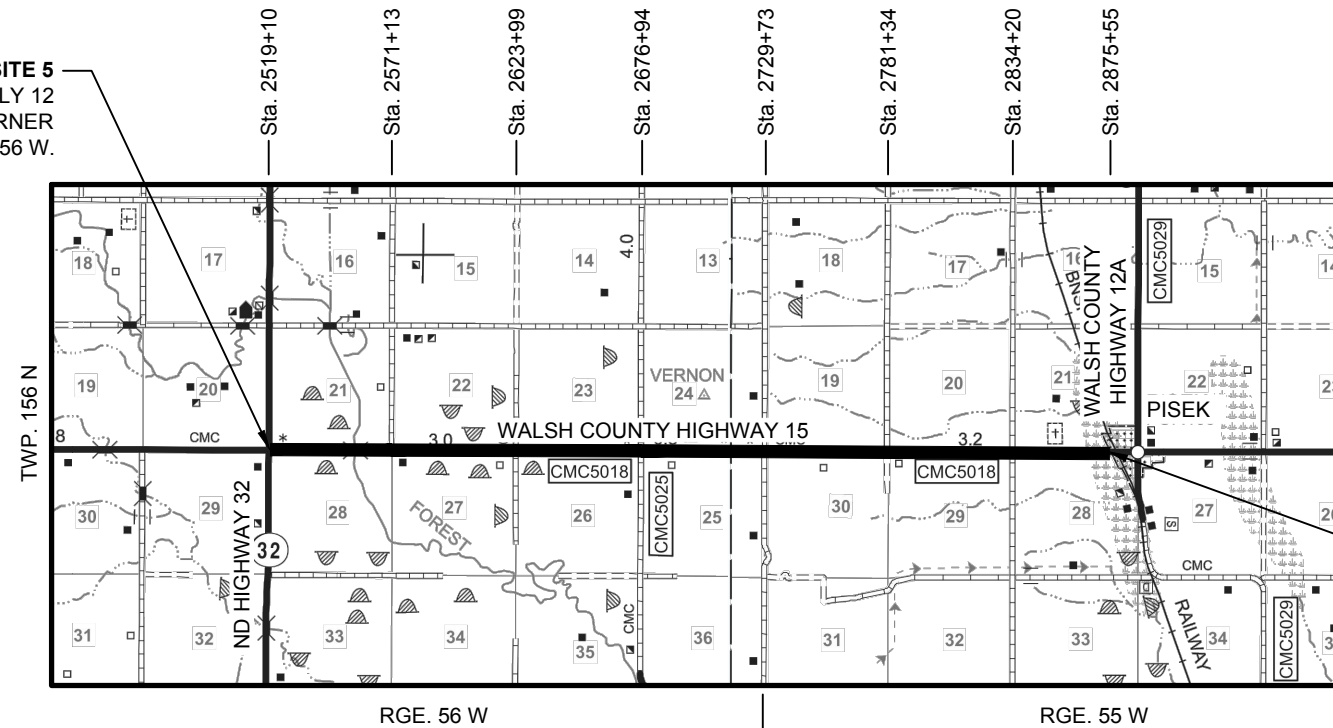 Sta. 2519+10
Sta. 2571+13
Sta. 2623+99
Sta. 2676+94
Sta. 2729+73
Sta. 2781+34
Sta. 2834+20
Sta. 2875+55
SITE 5
LY 12
RNER
56 W.
18
17
16
15
14
4.0
13
18
17
16
WALSH COUNTY
HIGHWAY 12A
CMC5029
15
14
TWP. 156 N
19
20
21
22
23
VERNON
24
19
20
21
22
PISEK
8
CMC
*
3.0
WALSH COUNTY HIGHWAY 15
3.2
CMC5018
CMC5018
30
29
ND HIGHWAY 32
32
28
27
FOREST
26
CMC5025
25
30
29
28
27
S
CMC
31
32
33
34
35
CMC
36
31
32
33
RAILWAY
34
CMC5029
RGE. 56 W
RGE. 55 W